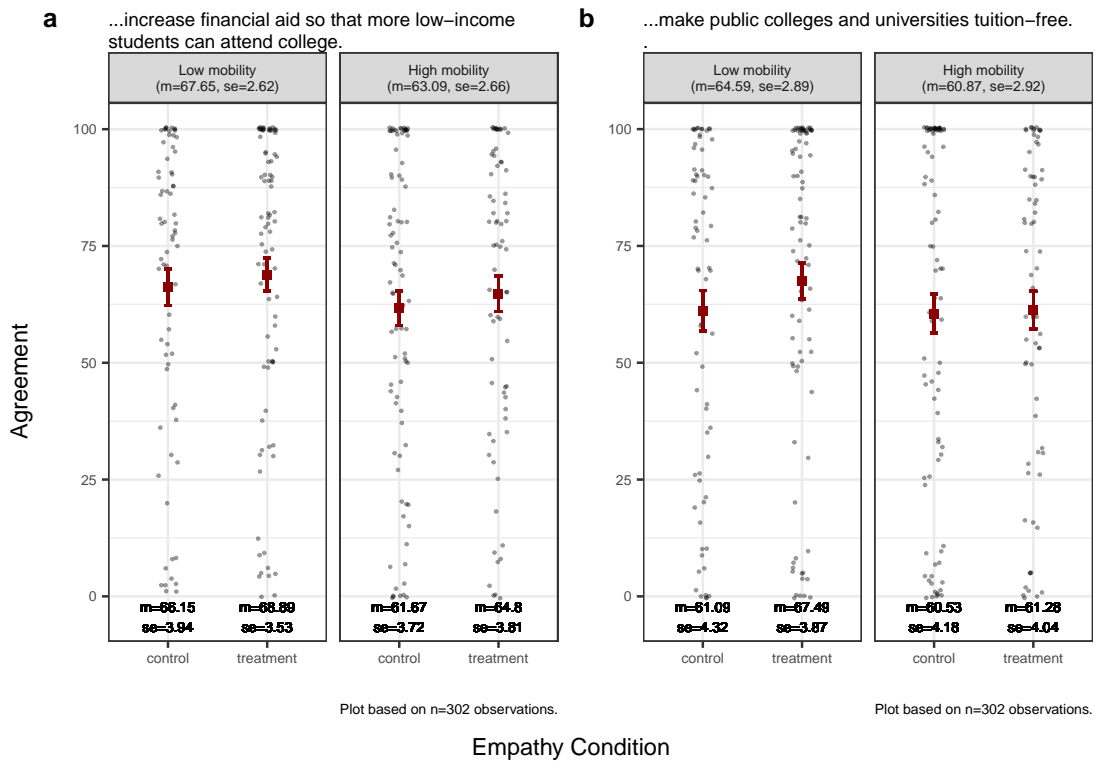 a
...increase financial aid so that more low−income
students can attend college.
b
...make public colleges and universities tuition−free.
.
Low mobility
(m=67.65, se=2.62)
High mobility
(m=63.09, se=2.66)
Low mobility
(m=64.59, se=2.89)
High mobility
(m=60.87, se=2.92)
Agreement
100
75
50
25
0
100
75
50
25
0
m=66.15
se=3.94
m=68.89
se=3.53
m=61.67
se=3.72
m=64.8
se=3.81
m=61.09
se=4.32
m=67.49
se=3.87
m=60.53
se=4.18
m=61.28
se=4.04
control
treatment
control
treatment
control
treatment
control
treatment
Plot based on n=302 observations.
Plot based on n=302 observations.
Empathy Condition